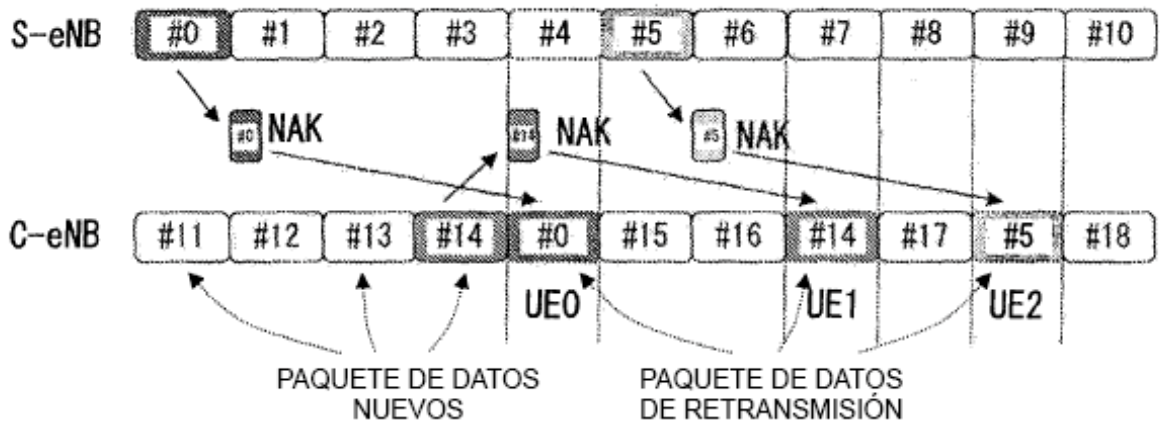 S-eNB #0 #1 #2 #3 #4 #5 #6 #7 #8 #9 #10
#0 NAK #14 NAK #5 NAK
C-eNB #11 #12 #13 #14 #0 #15 #16 #14 #17 #5 #18
UE0 UE1 UE2
PAQUETE DE DATOS PAQUETE DE DATOS
NUEVOS DE RETRANSMISIÓN